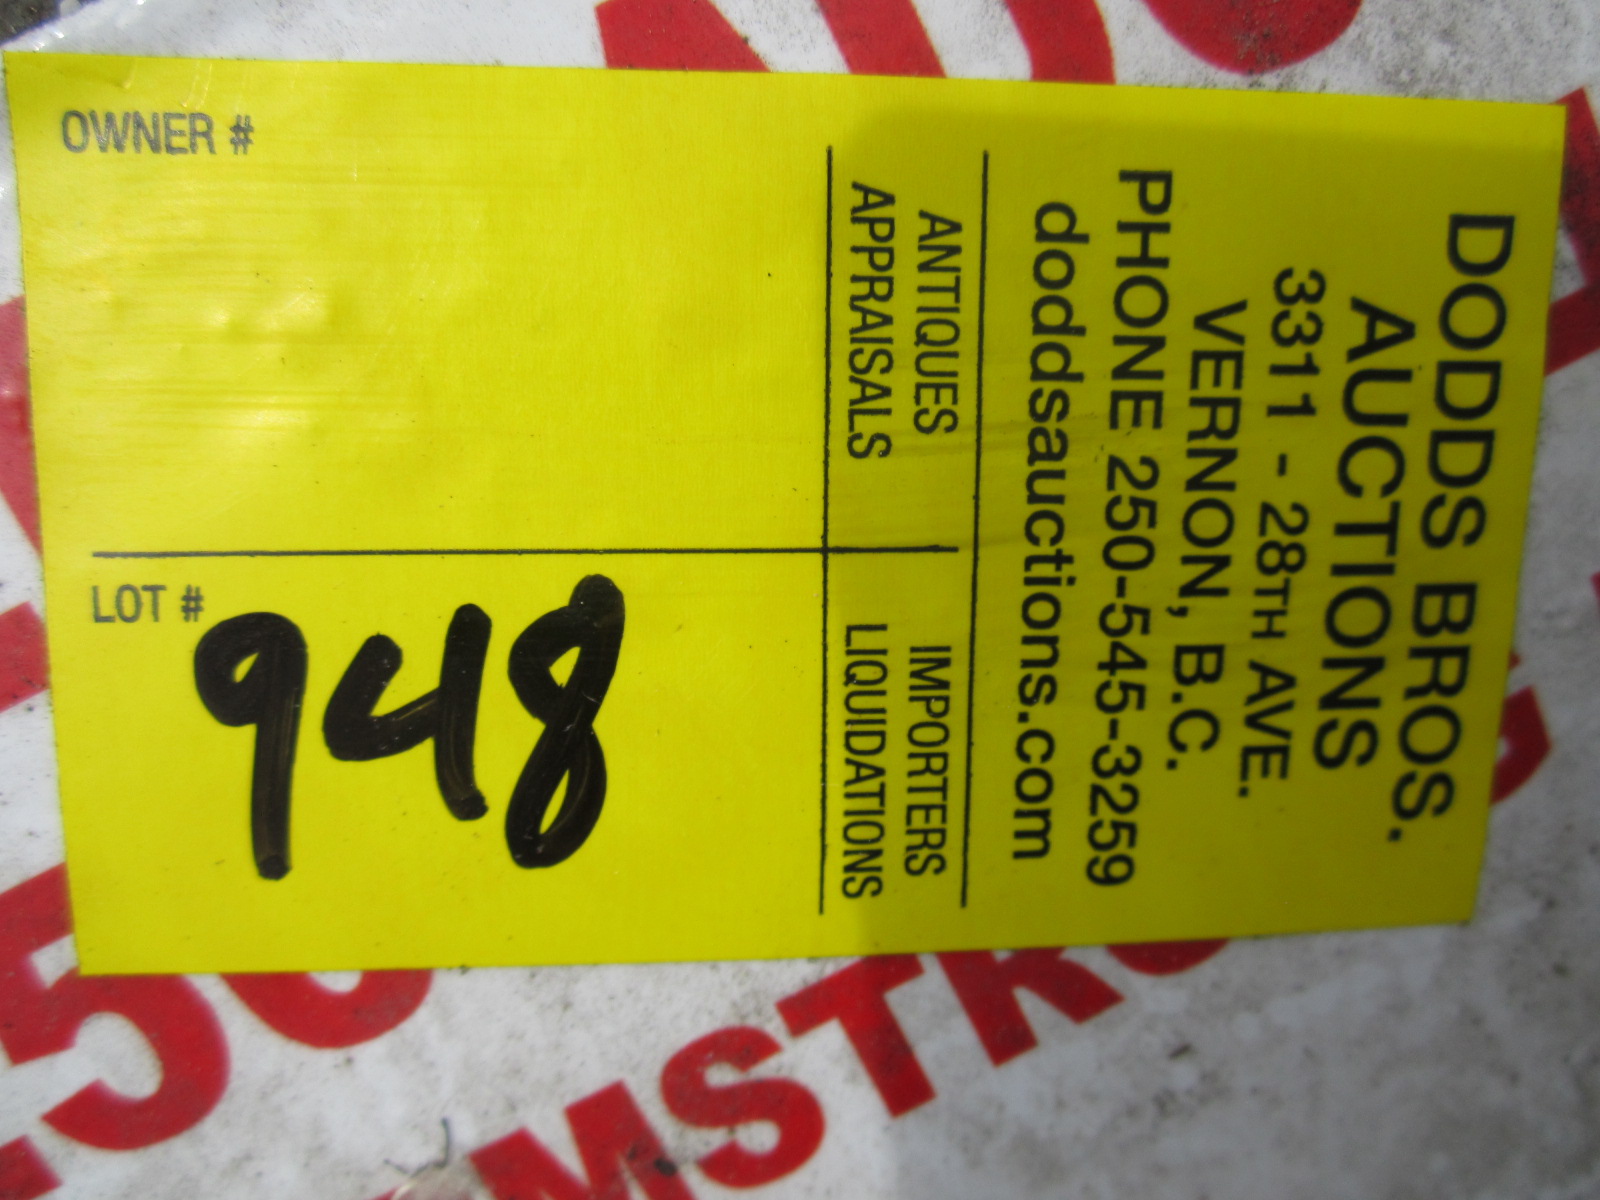 DODDS BROS.
AUCTIONS
3311 - 28TH AVE.
VERNON, B.C.
PHONE 250-545-3259
doddsauctions.com
ANTIQUES
APPRAISALS
IMPORTERS
LIQUIDATIONS
OWNER #
LOT # 948